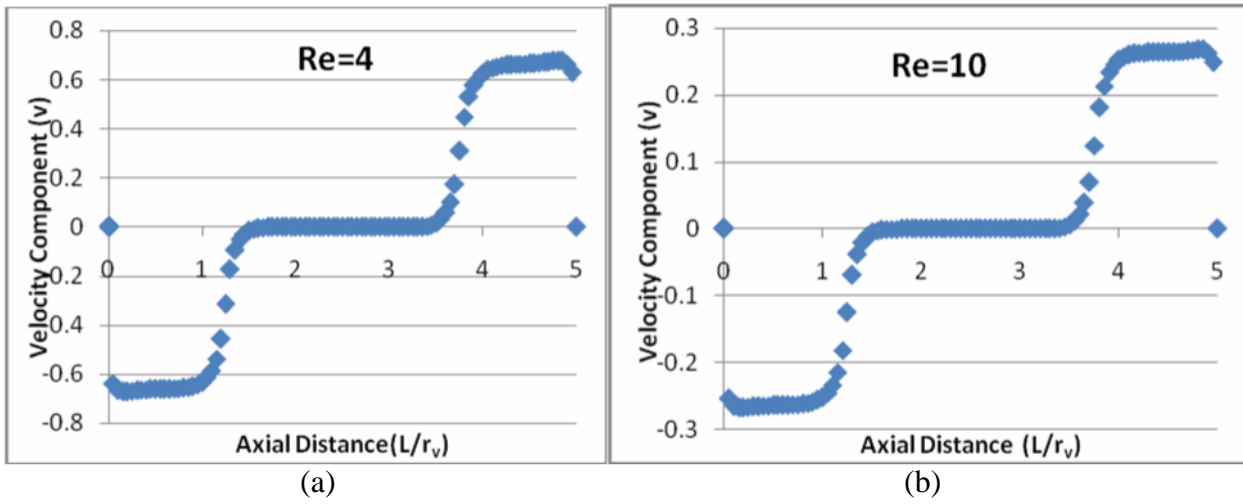 Re=4
0.8
0.6
0.4
0.2
0
-0.2
-0.4
-0.6
-0.8
0 1 2 3 4 5
Velocity Component (v)
Axial Distance(L/rv)
(a)
Re=10
0.3
0.2
0.1
0
-0.1
-0.2
-0.3
0 1 2 3 4 5
Velocity Component (v)
Axial Distance (L/rv)
(b)